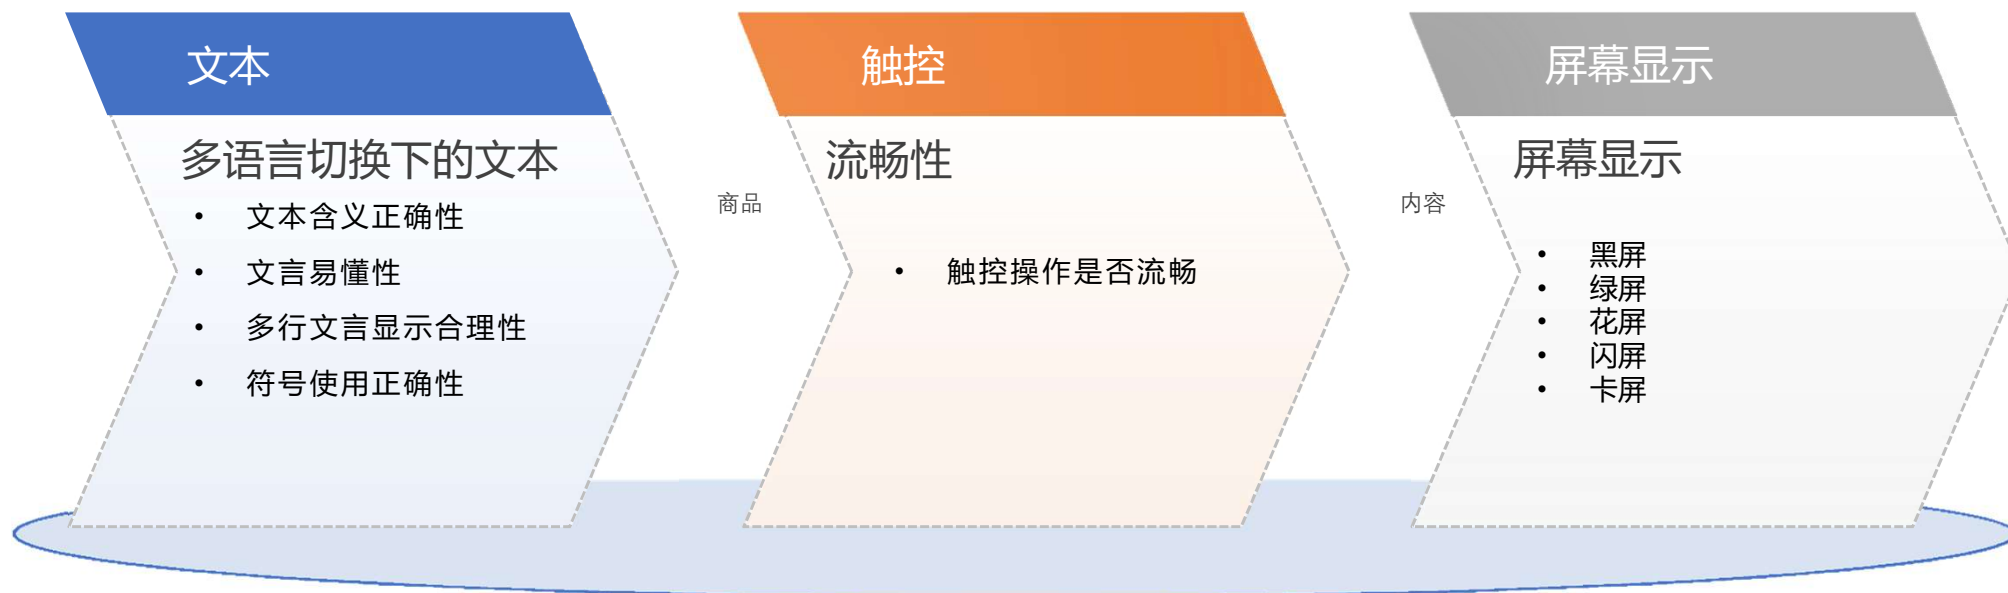 文本
多语言切换下的文本
• 文本含义正确性
• 文言易懂性
• 多行文言显示合理性
• 符号使用正确性
商品
触控
流畅性
• 触控操作是否流畅
内容
屏幕显示
屏幕显示
• 黑屏
• 绿屏
• 花屏
• 闪屏
• 卡屏